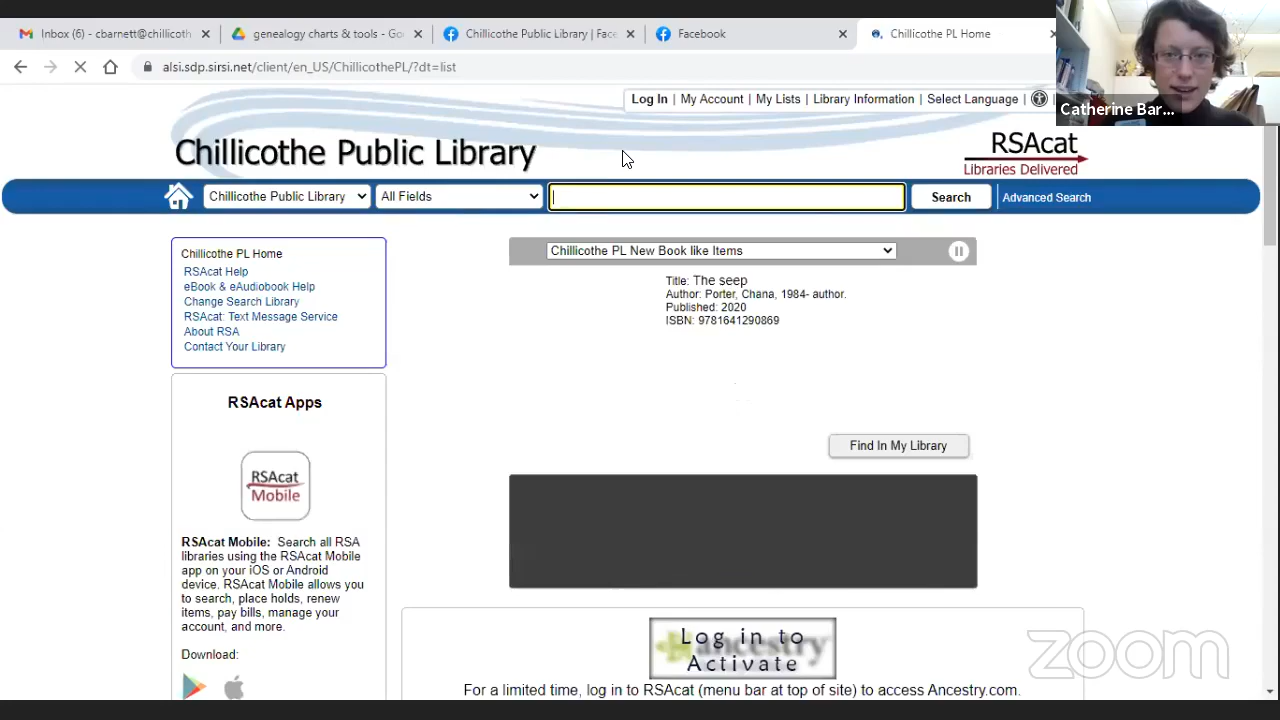 Inbox (6) - cbarnett@chillicoth
genealogy charts & tools - Goo
Chillicothe Public Library | Face
Facebook
Chillicothe PL Home
alsi.sdp.sirsi.net/client/en_US/ChillicothePL/?dt=list
Catherine Bar...
Log In | My Account | My Lists | Library Information | Select Language
Chillicothe Public Library
RSAcat
Libraries Delivered
Chillicothe Public Library
All Fields
Search
Advanced Search
Chillicothe PL Home
RSAcat Help
eBook & eAudiobook Help
Change Search Library
RSAcat: Text Message Service
About RSA
Contact Your Library
Chillicothe PL New Book like Items
Title: The seep
Author: Porter, Chana, 1984- author.
Published: 2020
ISBN: 9781641290869
Find In My Library
RSAcat Apps
RSAcat
Mobile
RSAcat Mobile: Search all RSA
libraries using the RSAcat Mobile
app on your iOS or Android
device. RSAcat Mobile allows you
to search, place holds, renew
items, pay bills, manage your
account, and more.
Download:
ancestry
Log in to
Activate
For a limited time, log in to RSAcat (menu bar at top of site) to access Ancestry.com.
zoom